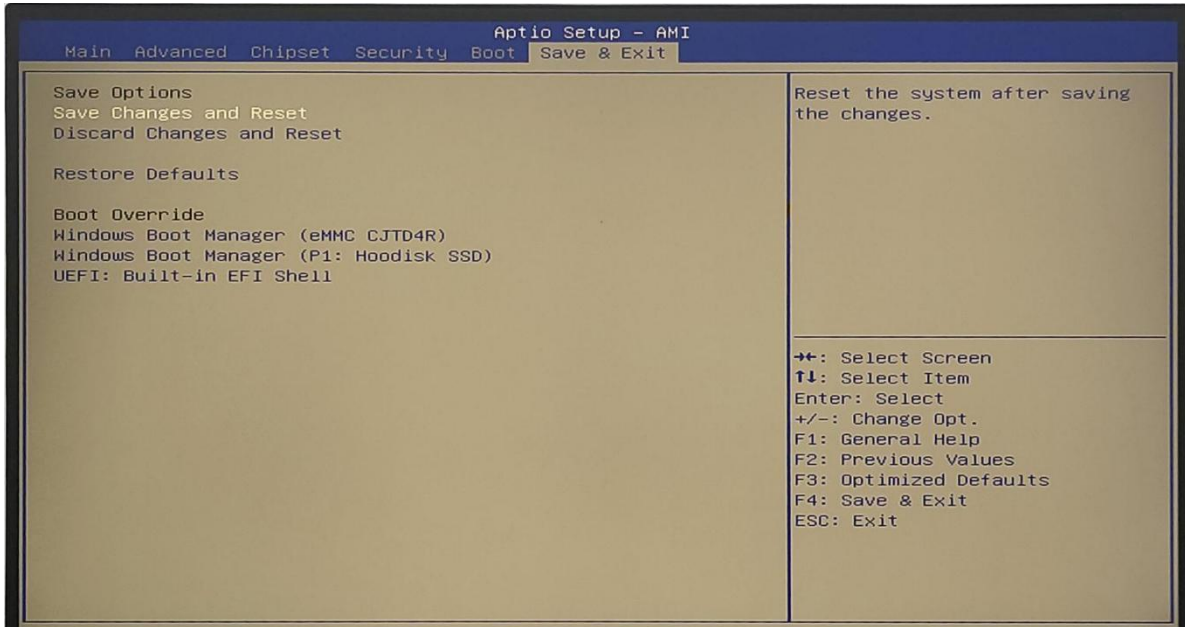 Aptio Setup – AMI
Main Advanced Chipset Security Boot Save & Exit
Save Options
Save Changes and Reset
Discard Changes and Reset
Restore Defaults
Boot Override
Windows Boot Manager (eMMC CJTD4R)
Windows Boot Manager (P1: Hoodisk SSD)
UEFI: Built-in EFI Shell
Reset the system after saving
the changes.
→←: Select Screen
↑↓: Select Item
Enter: Select
+/-: Change Opt.
F1: General Help
F2: Previous Values
F3: Optimized Defaults
F4: Save & Exit
ESC: Exit